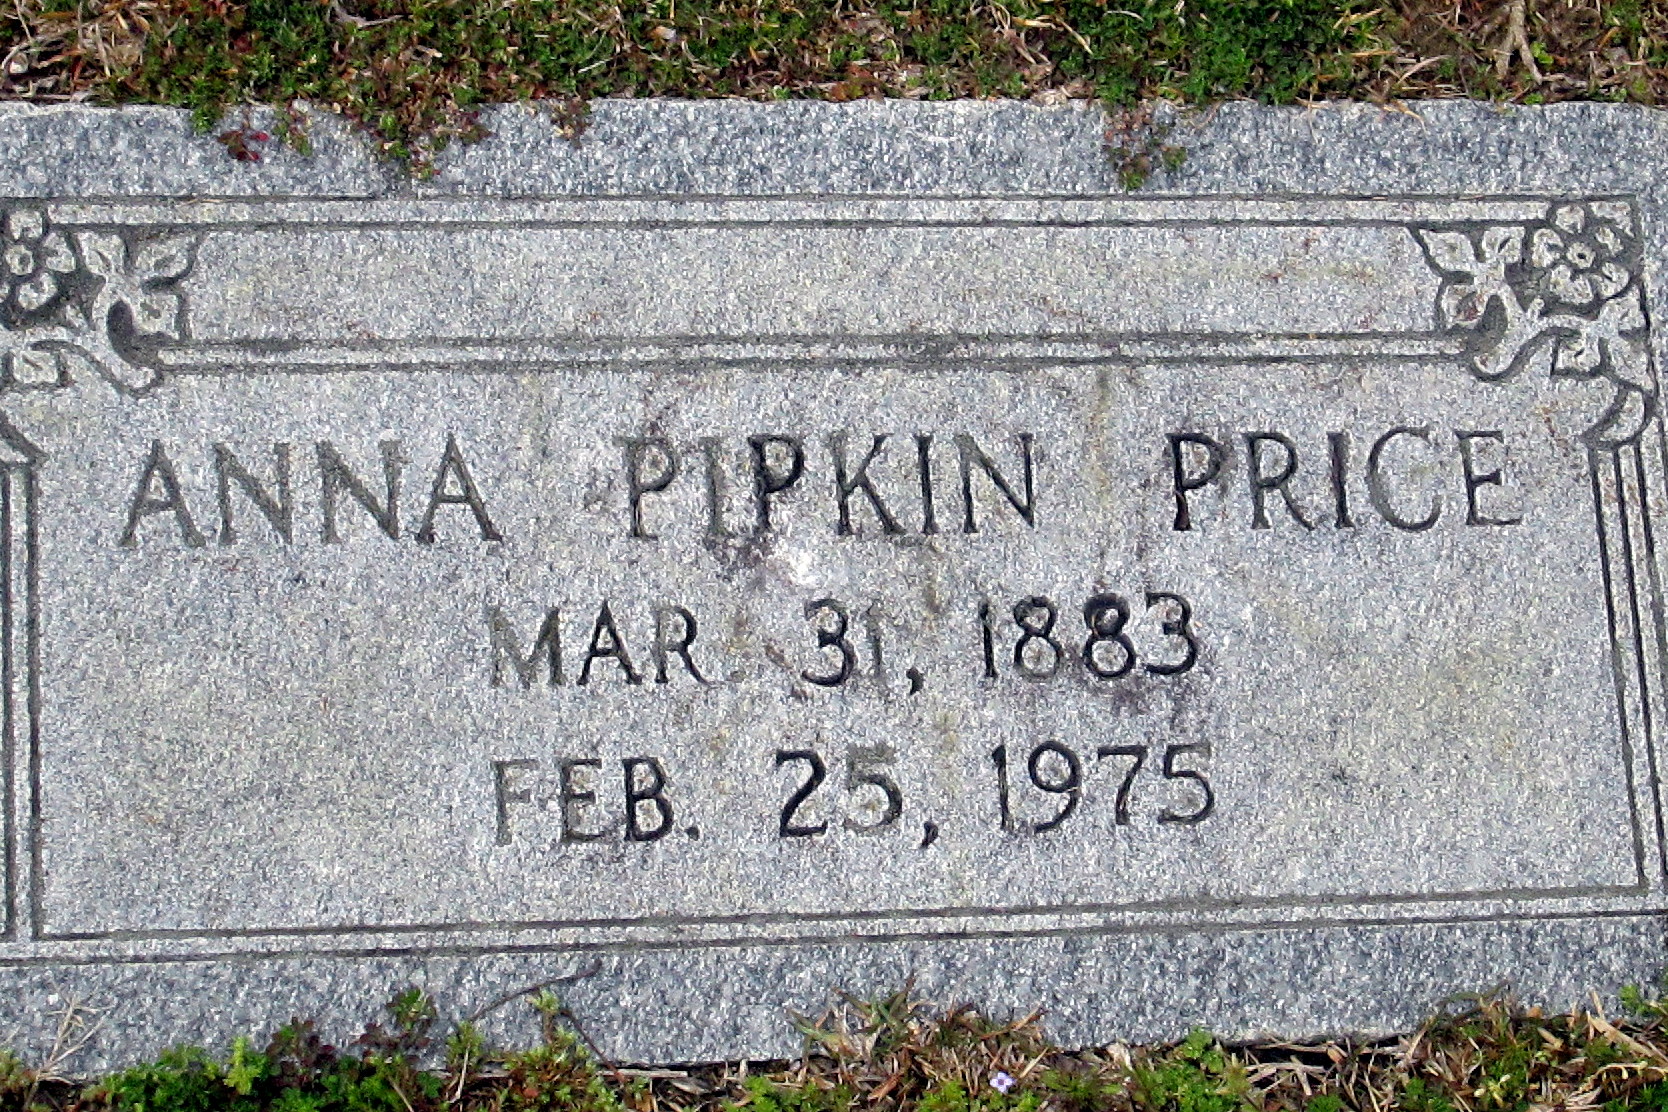 ANNA PIPKIN PRICE
MAR. 31, 1883
FEB. 25, 1975